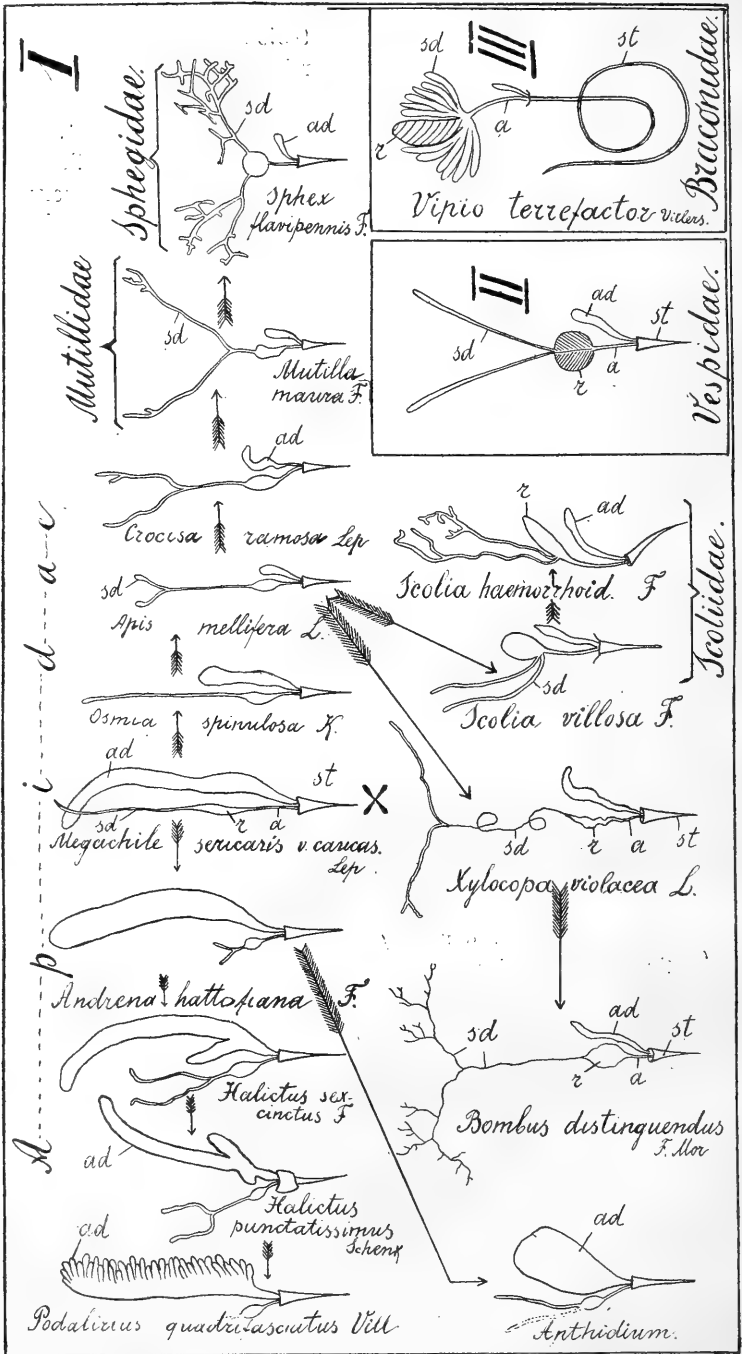 I
Sphegidae.
sd
ad
Sphex
flavipennis F.
III
sd
st
r
a
Braconidae.
Vipio terrefactor Villers.
Mutillidae
sd
Mutilla
maura F.
II
ad
st
sd
r
a
Vespidae.
ad
Crocisa ramosa Lep
sd
Apis mellifera L.
Osmia spinulosa K.
ad
st
sd
r
a
Megachile sericaris v. caucas.
Lep.
X
r
ad
Scolia haemorrhoid. F
sd
Scolia villosa F.
Scoliidae
sd
r
a
st
Xylocopa violacea L.
Andrena hattofiana F.
Halictus sex-
cinctus F
ad
Halictus
punctatissimus
Schenk
ad
Podalirius quadrifasciatus Vill
sd
ad
st
r
a
Bombus distinguendus
F. Mor
ad
Anthidium.
A p i d a e